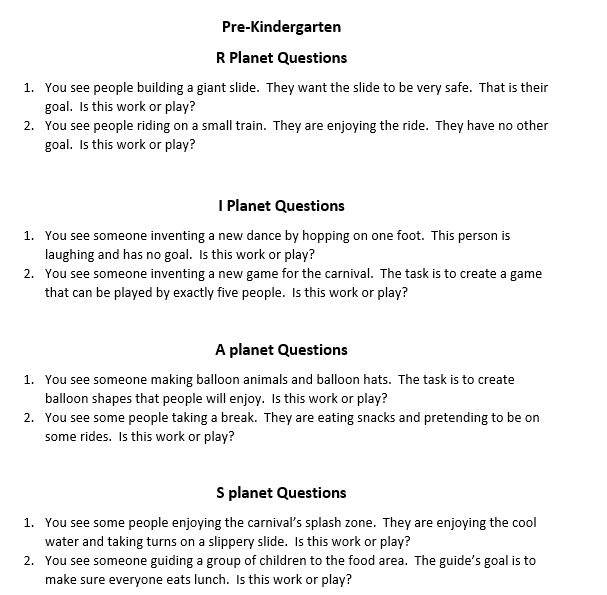 Pre-Kindergarten
R Planet Questions
1. You see people building a giant slide. They want the slide to be very safe. That is their
goal. Is this work or play?
2. You see people riding on a small train. They are enjoying the ride. They have no other
goal. Is this work or play?
I Planet Questions
1. You see someone inventing a new dance by hopping on one foot. This person is
laughing and has no goal. Is this work or play?
2. You see someone inventing a new game for the carnival. The task is to create a game
that can be played by exactly five people. Is this work or play?
A planet Questions
1. You see someone making balloon animals and balloon hats. The task is to create
balloon shapes that people will enjoy. Is this work or play?
2. You see some people taking a break. They are eating snacks and pretending to be on
some rides. Is this work or play?
S planet Questions
1. You see some people enjoying the carnival's splash zone. They are enjoying the cool
water and taking turns on a slippery slide. Is this work or play?
2. You see someone guiding a group of children to the food area. The guide's goal is to
make sure everyone eats lunch. Is this work or play?